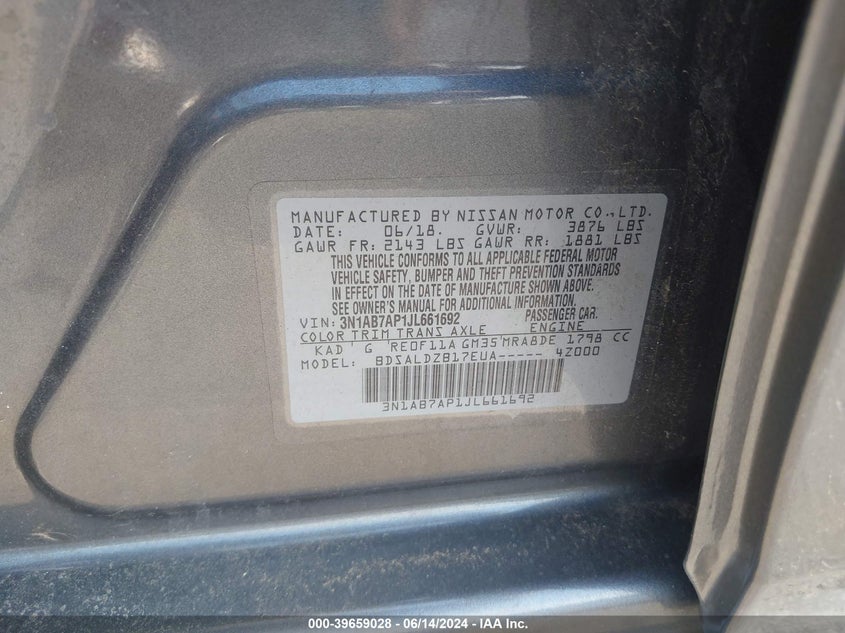 MANUFACTURED BY NISSAN MOTOR CO.,LTD.
DATE: 06/18. GVWR: 3876 LBS
GAWR FR: 2143 LBS GAWR RR: 1881 LBS
THIS VEHICLE CONFORMS TO ALL APPLICABLE FEDERAL MOTOR
VEHICLE SAFETY, BUMPER AND THEFT PREVENTION STANDARDS
IN EFFECT ON THE DATE OF MANUFACTURE SHOWN ABOVE.
SEE OWNER'S MANUAL FOR ADDITIONAL INFORMATION.
VIN: 3N1AB7AP1JL661692 PASSENGER CAR.
COLOR TRIM TRANS AXLE ENGINE
KAD G RE0F11A GM35 MRA8DE 1798 CC
MODEL: BDSALDZB17EUA----- 4Z000
3N1AB7AP1JL661692
000-39659028 - 06/14/2024 - IAA Inc.